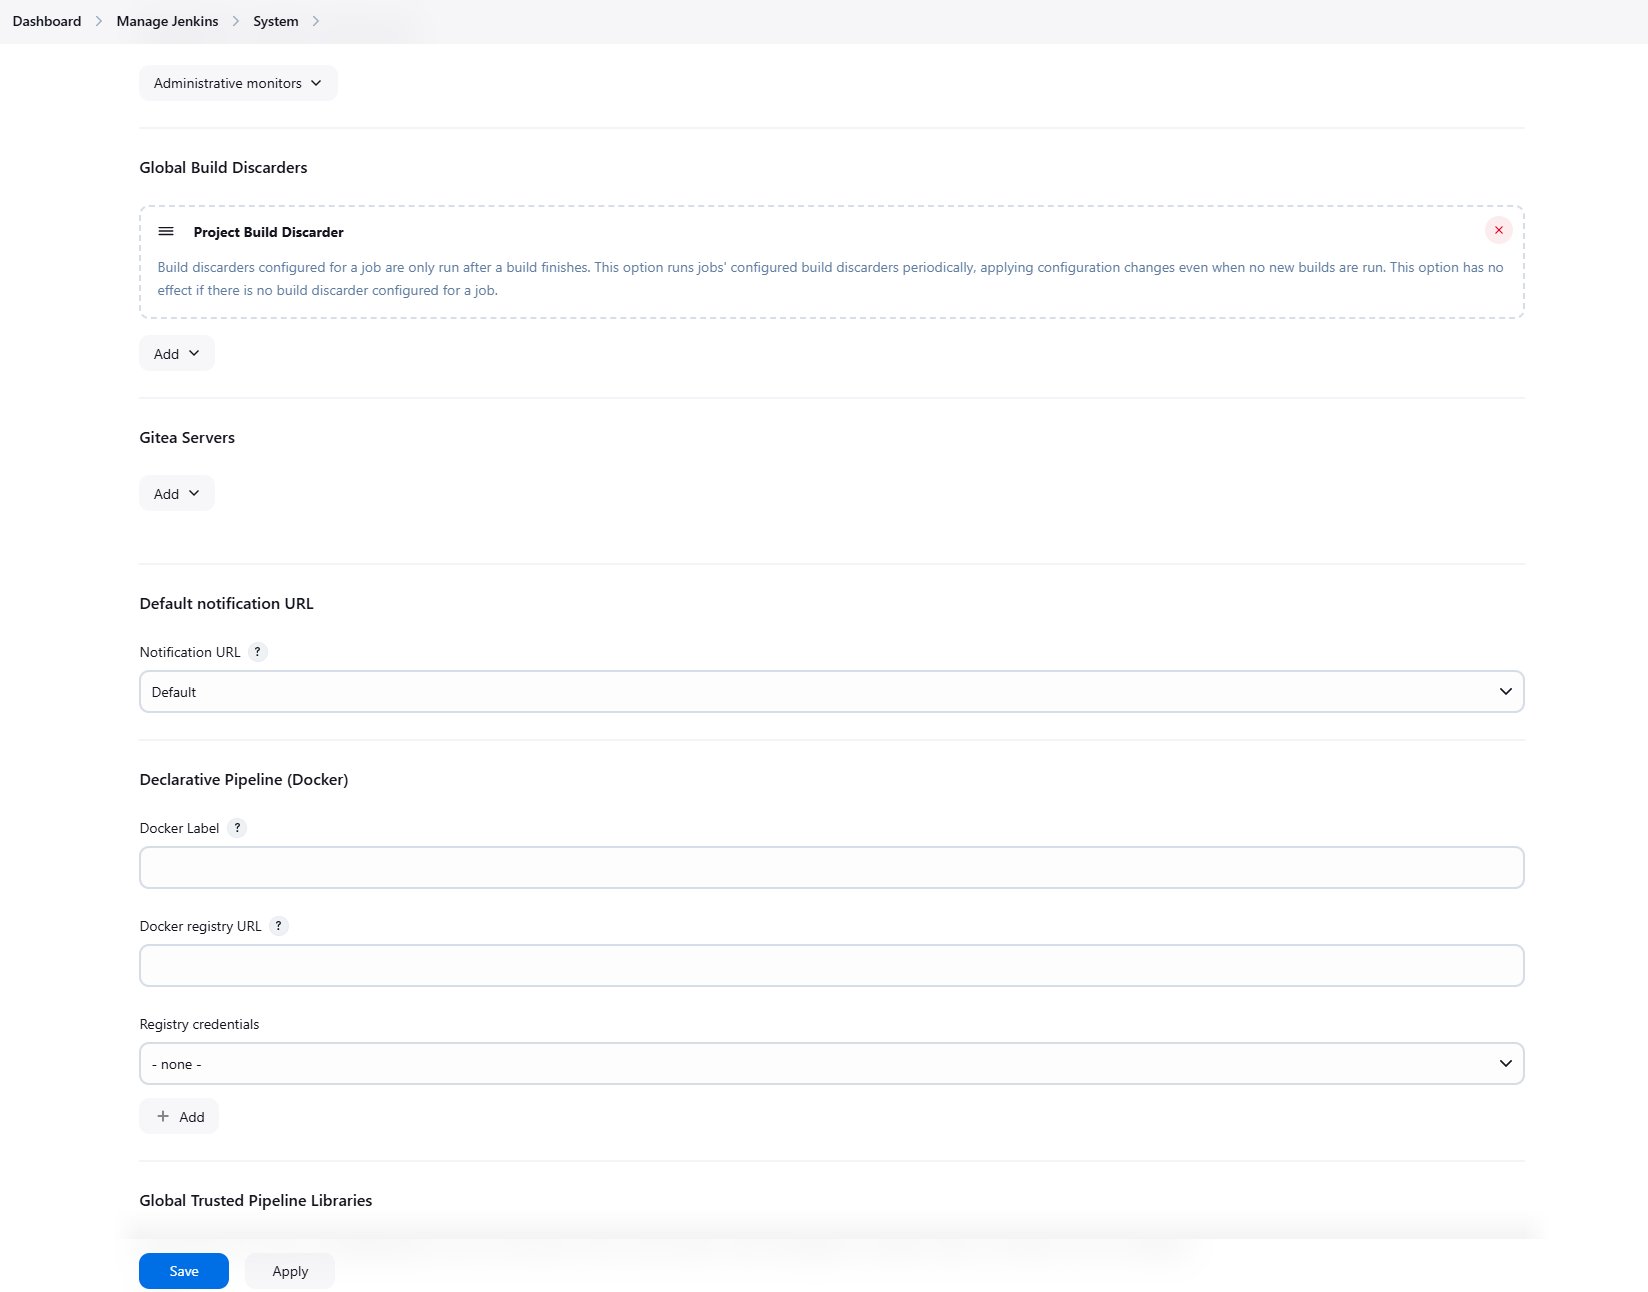 Dashboard > Manage Jenkins > System >
Administrative monitors
Global Build Discarders
Project Build Discarder
Build discarders configured for a job are only run after a build finishes. This option runs jobs' configured build discarders periodically, applying configuration changes even when no new builds are run. This option has no
effect if there is no build discarder configured for a job.
Add
Gitea Servers
Add
Default notification URL
Notification URL ?
Default
Declarative Pipeline (Docker)
Docker Label ?
Docker registry URL ?
Registry credentials
- none -
+ Add
Global Trusted Pipeline Libraries
Save Apply